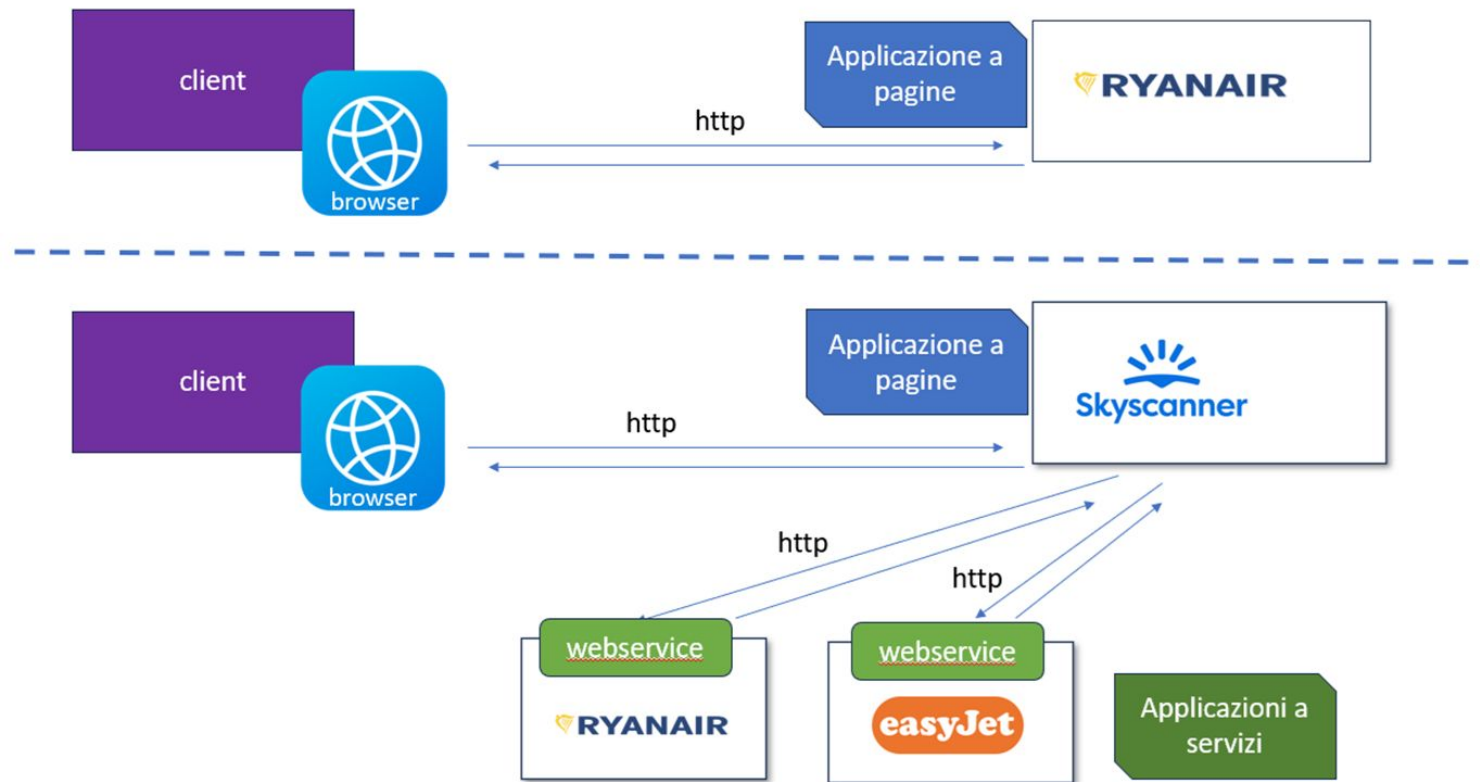 client
browser
http
Applicazione a
pagine
RYANAIR
client
browser
http
Applicazione a
pagine
Skyscanner
http
http
webservice
RYANAIR
webservice
easyJet
Applicazioni a
servizi